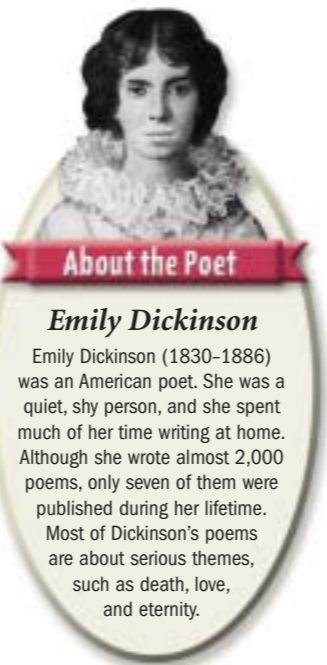 About the Poet
Emily Dickinson
Emily Dickinson (1830–1886)
was an American poet. She was a
quiet, shy person, and she spent
much of her time writing at home.
Although she wrote almost 2,000
poems, only seven of them were
published during her lifetime.
Most of Dickinson's poems
are about serious themes,
such as death, love,
and eternity.